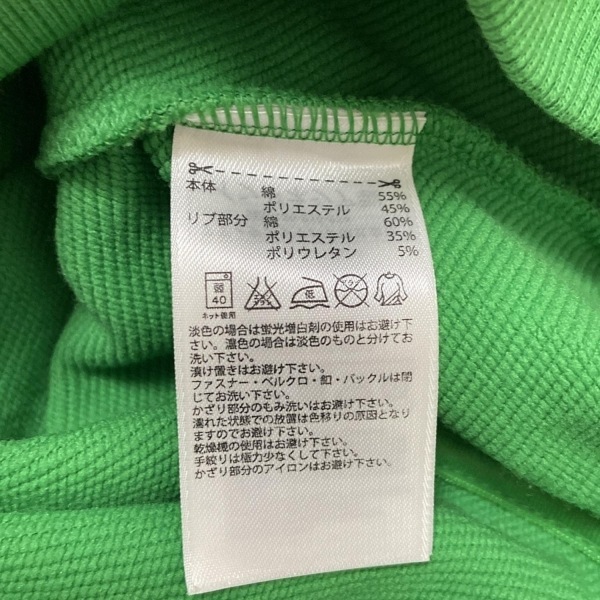 本体 綿 55%
ポリエステル 45%
リブ部分 綿 60%
ポリエステル 35%
ポリウレタン 5%
弱 40 低
ネット使用
淡色の場合は蛍光増白剤の使用はお避け下
さい。濃色の場合は淡色のものと分けてお
洗い下さい。
漬け置きはお避け下さい。
ファスナー・ベルクロ・釦・バックルは閉
じてお洗い下さい。
かざり部分のもみ洗いはお避け下さい。
濡れた状態での放置は色移りの原因となり
ますのでお避け下さい。
乾燥機の使用はお避け下さい。
手絞りは極力少なくして下さい。
かざり部分のアイロンはお避け下さい。